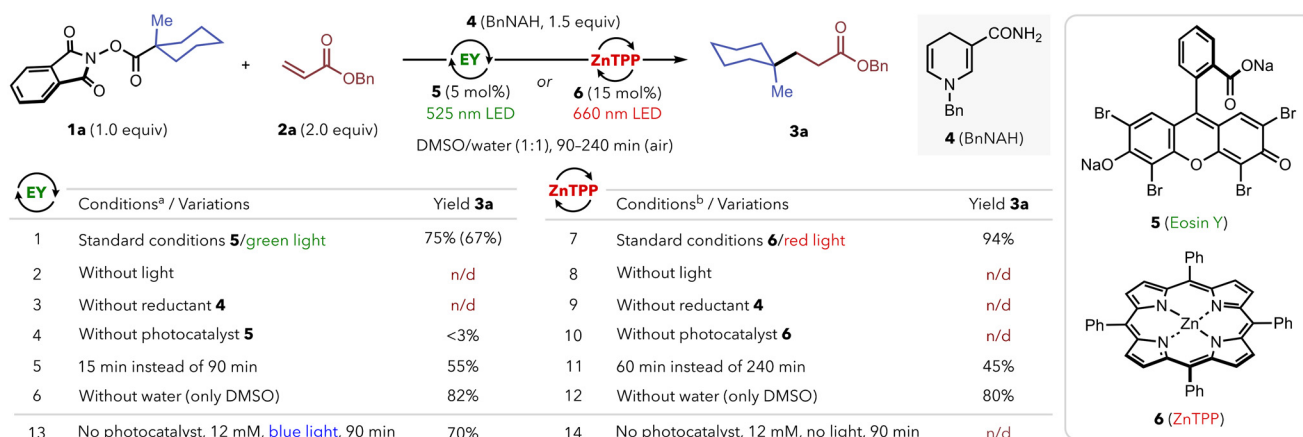 4 (BnNAH, 1.5 equiv)
EY
ZnTPP
or
5 (5 mol%)
6 (15 mol%)
525 nm LED
660 nm LED
DMSO/water (1:1), 90–240 min (air)
O
N
O
O
O
Me
1a (1.0 equiv)
+
O
OBn
2a (2.0 equiv)
O
OBn
Me
3a
CONH₂
N
Bn
4 (BnNAH)
EY
Conditionsᵃ / Variations
Yield 3a
1 Standard conditions 5/green light 75% (67%)
2 Without light n/d
3 Without reductant 4 n/d
4 Without photocatalyst 5 <3%
5 15 min instead of 90 min 55%
6 Without water (only DMSO) 82%
13 No photocatalyst, 12 mM, blue light, 90 min 70%
ZnTPP
Conditionsᵇ / Variations
Yield 3a
7 Standard conditions 6/red light 94%
8 Without light n/d
9 Without reductant 4 n/d
10 Without photocatalyst 6 n/d
11 60 min instead of 240 min 45%
12 Without water (only DMSO) 80%
14 No photocatalyst, 12 mM, no light, 90 min n/d
ONa
O
Br
Br
NaO
O
O
Br
Br
5 (Eosin Y)
Ph
N
N
Ph
Zn
Ph
N
N
Ph
6 (ZnTPP)